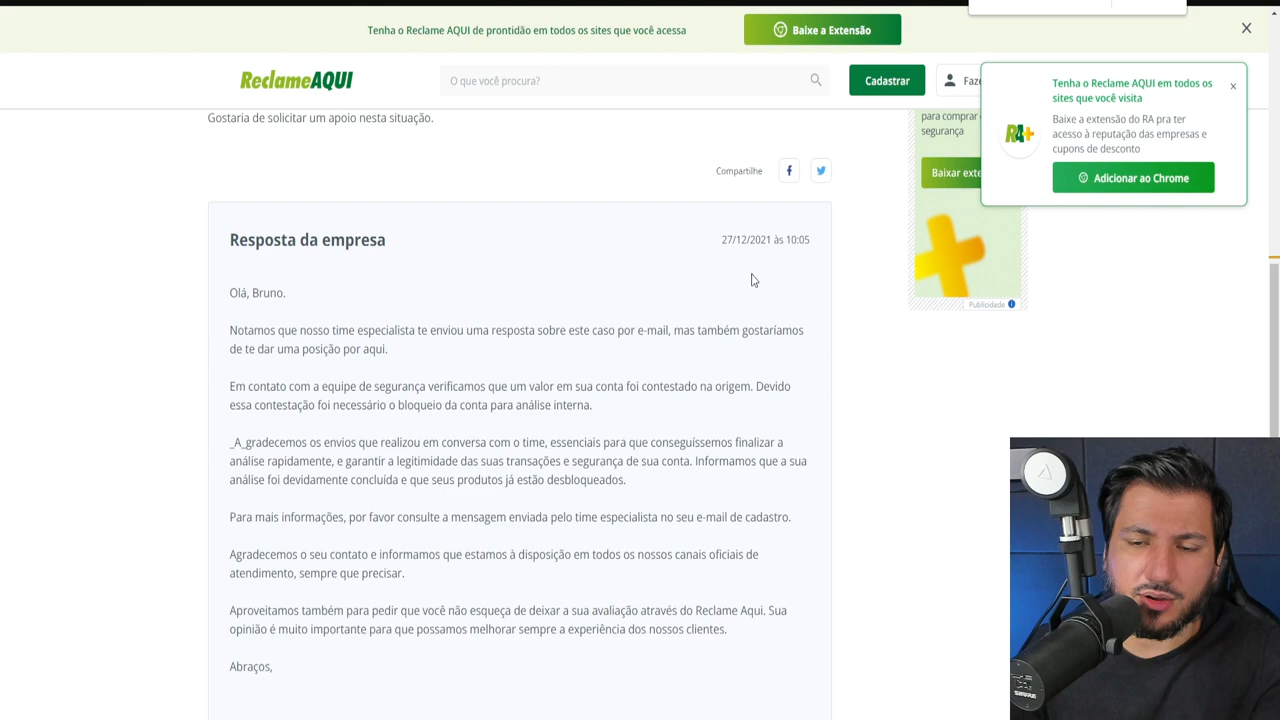 Tenha o Reclame AQUI de prontidão em todos os sites que você acessa
Baixe a Extensão
ReclameAQUI
O que você procura?
Cadastrar
Faze
Tenha o Reclame AQUI em todos os
sites que você visita
Baixe a extensão do RA pra ter
acesso à reputação das empresas e
cupons de desconto
RA+
Adicionar ao Chrome
Gostaria de solicitar um apoio nesta situação.
para comprar
segurança
Baixar exte
Publicidade
Compartilhe
Resposta da empresa
27/12/2021 às 10:05
Olá, Bruno.
Notamos que nosso time especialista te enviou uma resposta sobre este caso por e-mail, mas também gostaríamos
de te dar uma posição por aqui.
Em contato com a equipe de segurança verificamos que um valor em sua conta foi contestado na origem. Devido
essa contestação foi necessário o bloqueio da conta para análise interna.
_A_gradecemos os envios que realizou em conversa com o time, essenciais para que conseguíssemos finalizar a
análise rapidamente, e garantir a legitimidade das suas transações e segurança de sua conta. Informamos que a sua
análise foi devidamente concluída e que seus produtos já estão desbloqueados.
Para mais informações, por favor consulte a mensagem enviada pelo time especialista no seu e-mail de cadastro.
Agradecemos o seu contato e informamos que estamos à disposição em todos os nossos canais oficiais de
atendimento, sempre que precisar.
Aproveitamos também para pedir que você não esqueça de deixar a sua avaliação através do Reclame Aqui. Sua
opinião é muito importante para que possamos melhorar sempre a experiência dos nossos clientes.
Abraços,
SHURE